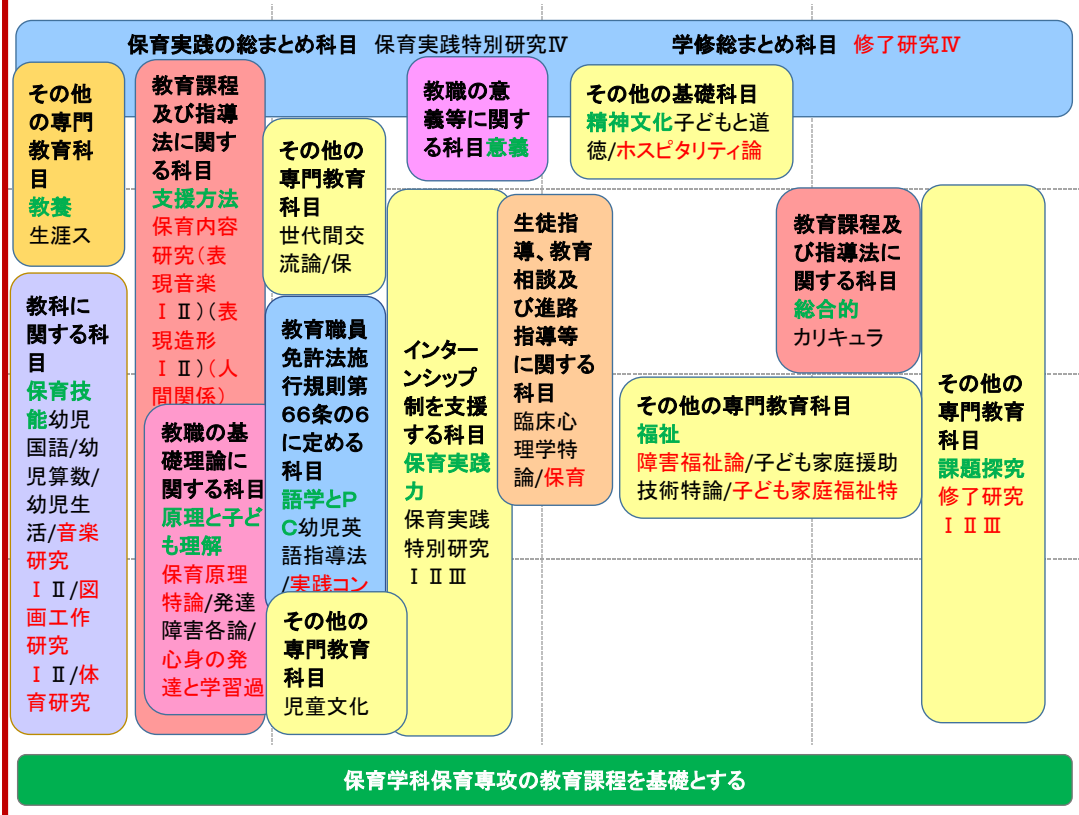 保育実践の総まとめ科目 保育実践特別研究Ⅳ
学修総まとめ科目 修了研究Ⅳ
その他
の専門
教育科
目
教養
生涯ス
教科に
関する科
目
保育技
能幼児
国語/幼
児算数/
幼児生
活/音楽
研究
Ⅰ Ⅱ/図
画工作
研究
Ⅰ Ⅱ/体
育研究
教育課程
及び指導
法に関す
る科目
支援方法
保育内容
研究(表
現音楽
Ⅰ Ⅱ)(表
現造形
Ⅰ Ⅱ)(人
間関係)
教職の基
礎理論に
関する科目
原理と子ど
も理解
保育原理
特論/発達
障害各論/
心身の発
達と学習過
その他の
専門教育
科目
世代間交
流論/保
教育職員
免許法施
行規則第
66条の6
に定める
科目
語学とP
C幼児英
語指導法
/実践コン
その他の
専門教育
科目
児童文化
教職の意
義等に関す
る科目意義
インター
ンシップ
制を支援
する科目
保育実践
力
保育実践
特別研究
Ⅰ Ⅱ Ⅲ
その他の基礎科目
精神文化子どもと道
徳/ホスピタリティ論
生徒指
導、教育
相談及
び進路
指導等
に関する
科目
臨床心
理学特
論/保育
教育課程及
び指導法に
関する科目
総合的
カリキュラ
その他の専門教育科目
福祉
障害福祉論/子ども家庭援助
技術特論/子ども家庭福祉特
その他の
専門教育
科目
課題探究
修了研究
Ⅰ Ⅱ Ⅲ
保育学科保育専攻の教育課程を基礎とする